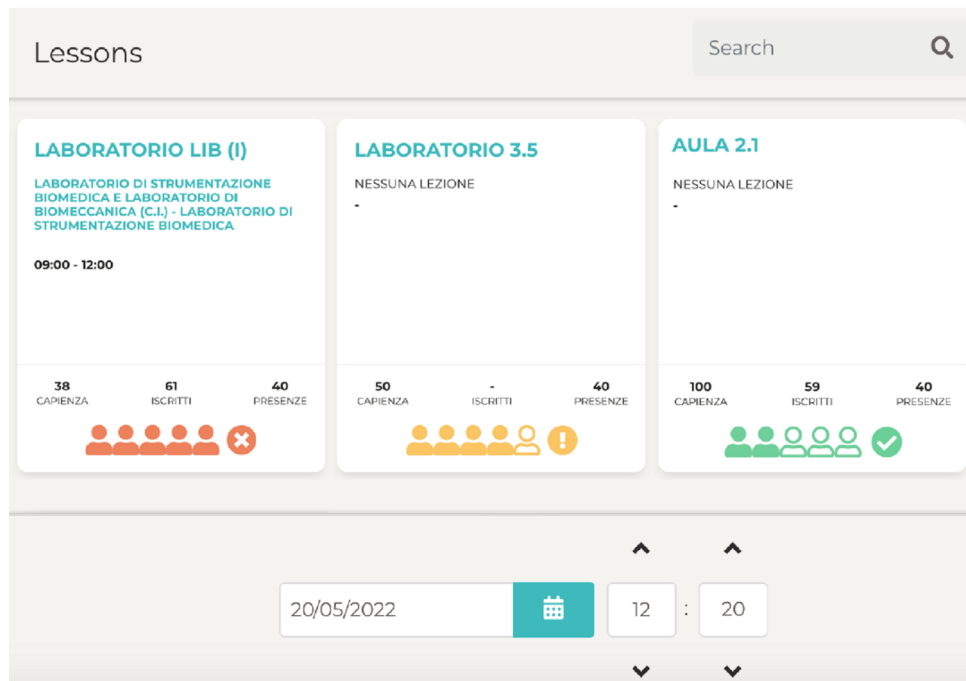 Lessons
Search
LABORATORIO LIB (I)
LABORATORIO DI STRUMENTAZIONE
BIOMEDICA E LABORATORIO DI
BIOMECCANICA (C.I.) - LABORATORIO DI
STRUMENTAZIONE BIOMEDICA
09:00 - 12:00
38 61 40
CAPIENZA ISCRITTI PRESENZE
LABORATORIO 3.5
NESSUNA LEZIONE
-
50 - 40
CAPIENZA ISCRITTI PRESENZE
AULA 2.1
NESSUNA LEZIONE
-
100 59 40
CAPIENZA ISCRITTI PRESENZE
20/05/2022 12 : 20